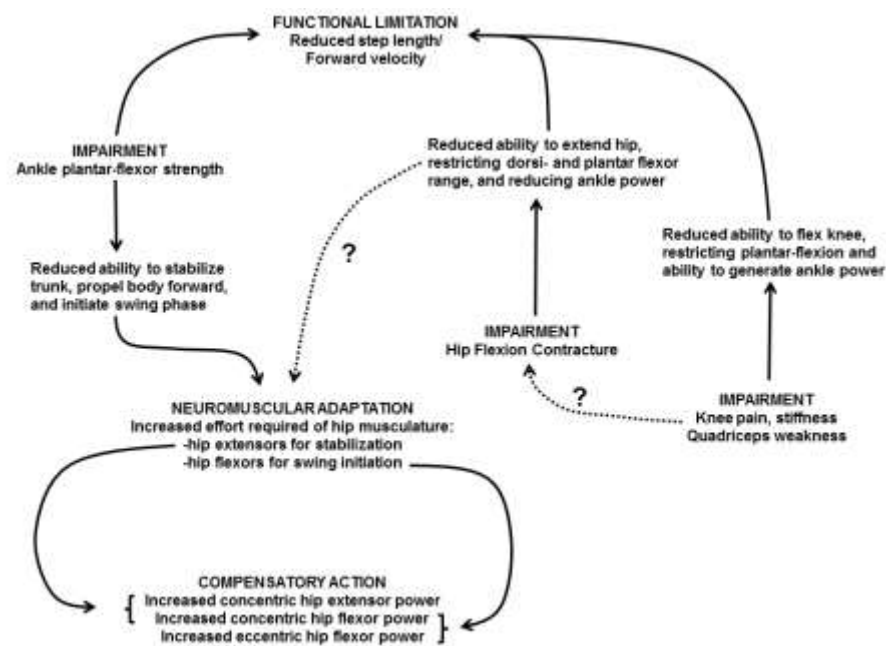 FUNCTIONAL LIMITATION
Reduced step length/
Forward velocity
IMPAIRMENT
Ankle plantar-flexor strength
Reduced ability to extend hip,
restricting dorsi- and plantar flexor
range, and reducing ankle power
?
Reduced ability to flex knee,
restricting plantar-flexion and
ability to generate ankle power
Reduced ability to stabilize
trunk, propel body forward,
and initiate swing phase
IMPAIRMENT
Hip Flexion Contracture
?
IMPAIRMENT
Knee pain, stiffness
Quadriceps weakness
NEUROMUSCULAR ADAPTATION
Increased effort required of hip musculature:
-hip extensors for stabilization
-hip flexors for swing initiation
COMPENSATORY ACTION
Increased concentric hip extensor power
Increased concentric hip flexor power
Increased eccentric hip flexor power